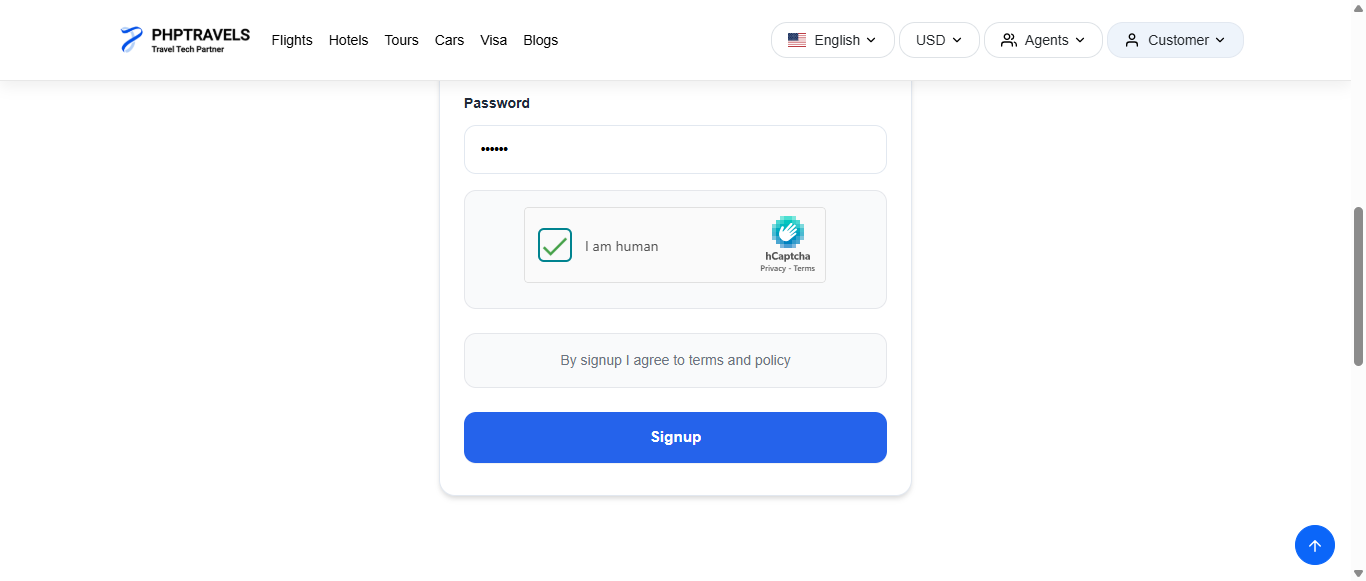 PHPTRAVELS
Travel Tech Partner
Flights Hotels Tours Cars Visa Blogs
English USD Agents Customer
Password
••••••
I am human
hCaptcha
Privacy - Terms
By signup I agree to terms and policy
Signup